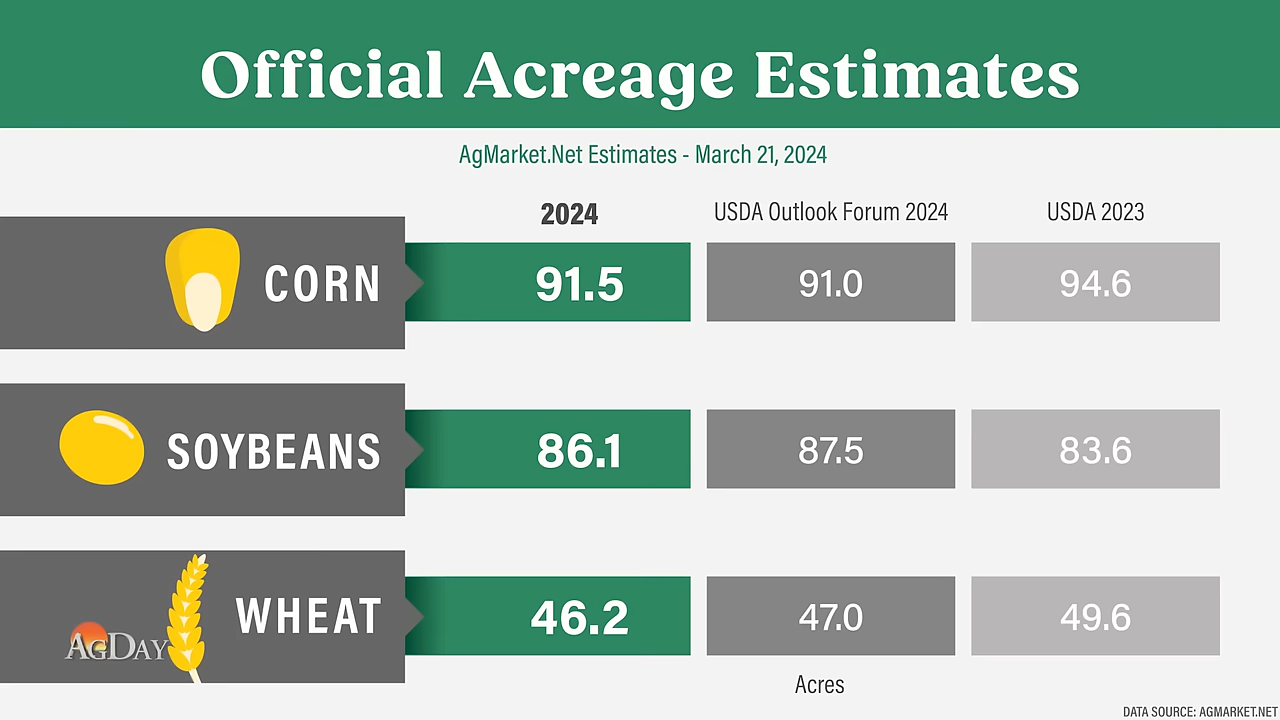 Official Acreage Estimates
AgMarket.Net Estimates - March 21, 2024
2024 USDA Outlook Forum 2024 USDA 2023
CORN 91.5 91.0 94.6
SOYBEANS 86.1 87.5 83.6
WHEAT 46.2 47.0 49.6
AGDAY
Acres
DATA SOURCE: AGMARKET.NET